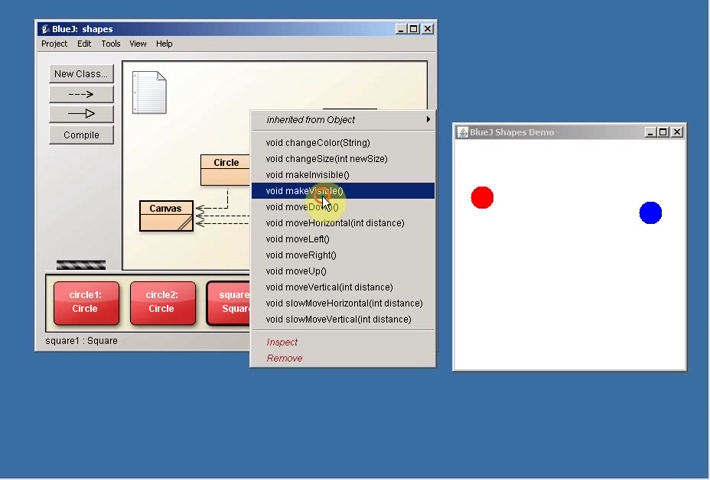 BlueJ: shapes
Project Edit Tools View Help
New Class...
Compile
Circle
Canvas
circle1:
Circle
circle2:
Circle
square1 : Square
inherited from Object
void changeColor(String)
void changeSize(int newSize)
void makeInvisible()
void makeVisible()
void moveDown()
void moveHorizontal(int distance)
void moveLeft()
void moveRight()
void moveUp()
void moveVertical(int distance)
void slowMoveHorizontal(int distance)
void slowMoveVertical(int distance)
Inspect
Remove
BlueJ Shapes Demo